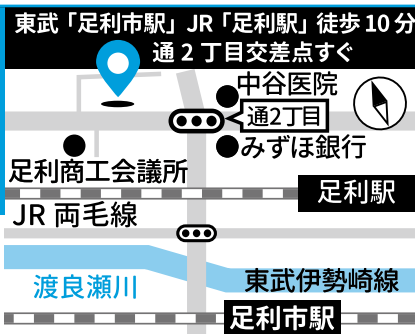 東武「足利市駅」JR「足利駅」徒歩10分
通2丁目交差点すぐ
中谷医院
通2丁目
みずほ銀行
足利商工会議所
足利駅
JR両毛線
渡良瀬川
東武伊勢崎線
足利市駅